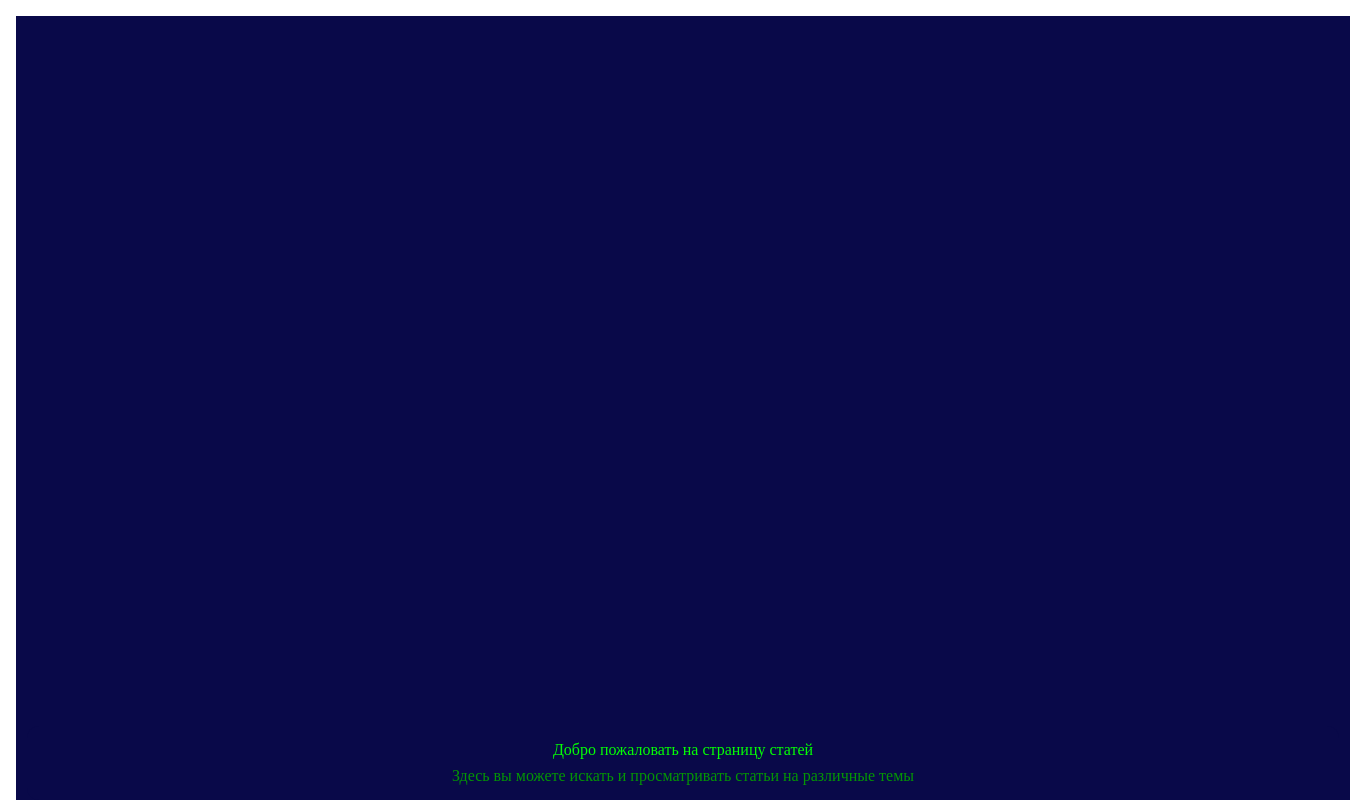 Добро пожаловать на страницу статей
Здесь вы можете искать и просматривать статьи на различные темы